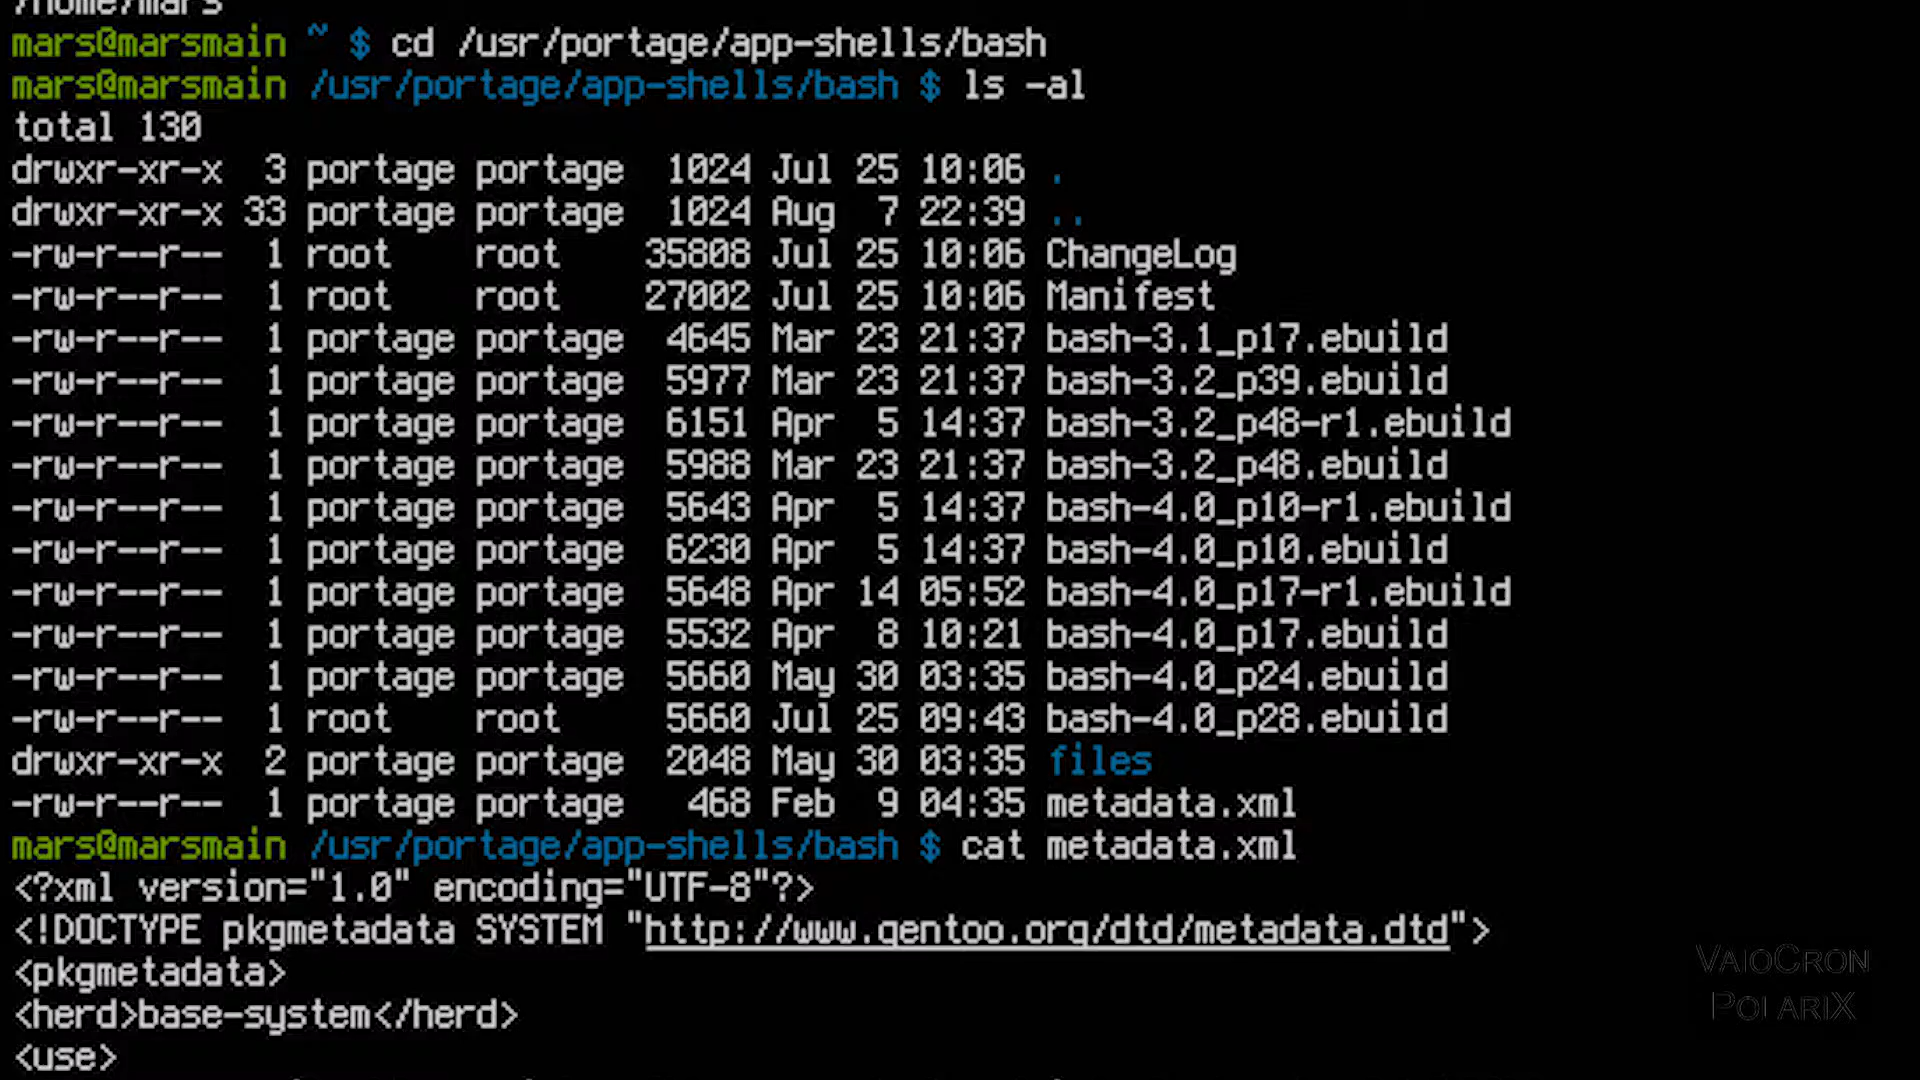 /home/mars
mars@marsmain ~ $ cd /usr/portage/app-shells/bash
mars@marsmain /usr/portage/app-shells/bash $ ls -al
total 130
drwxr-xr-x  3 portage portage  1024 Jul 25 10:06 .
drwxr-xr-x 33 portage portage  1024 Aug  7 22:39 ..
-rw-r--r--  1 root    root    35808 Jul 25 10:06 ChangeLog
-rw-r--r--  1 root    root    27002 Jul 25 10:06 Manifest
-rw-r--r--  1 portage portage  4645 Mar 23 21:37 bash-3.1_p17.ebuild
-rw-r--r--  1 portage portage  5977 Mar 23 21:37 bash-3.2_p39.ebuild
-rw-r--r--  1 portage portage  6151 Apr  5 14:37 bash-3.2_p48-r1.ebuild
-rw-r--r--  1 portage portage  5988 Mar 23 21:37 bash-3.2_p48.ebuild
-rw-r--r--  1 portage portage  5643 Apr  5 14:37 bash-4.0_p10-r1.ebuild
-rw-r--r--  1 portage portage  6230 Apr  5 14:37 bash-4.0_p10.ebuild
-rw-r--r--  1 portage portage  5648 Apr 14 05:52 bash-4.0_p17-r1.ebuild
-rw-r--r--  1 portage portage  5532 Apr  8 10:21 bash-4.0_p17.ebuild
-rw-r--r--  1 portage portage  5660 May 30 03:35 bash-4.0_p24.ebuild
-rw-r--r--  1 root    root     5660 Jul 25 09:43 bash-4.0_p28.ebuild
drwxr-xr-x  2 portage portage  2048 May 30 03:35 files
-rw-r--r--  1 portage portage   468 Feb  9 04:35 metadata.xml
mars@marsmain /usr/portage/app-shells/bash $ cat metadata.xml
<?xml version="1.0" encoding="UTF-8"?>
<!DOCTYPE pkgmetadata SYSTEM "http://www.gentoo.org/dtd/metadata.dtd">
<pkgmetadata>
<herd>base-system</herd>
<use>
VAIOCRON
POLARIX